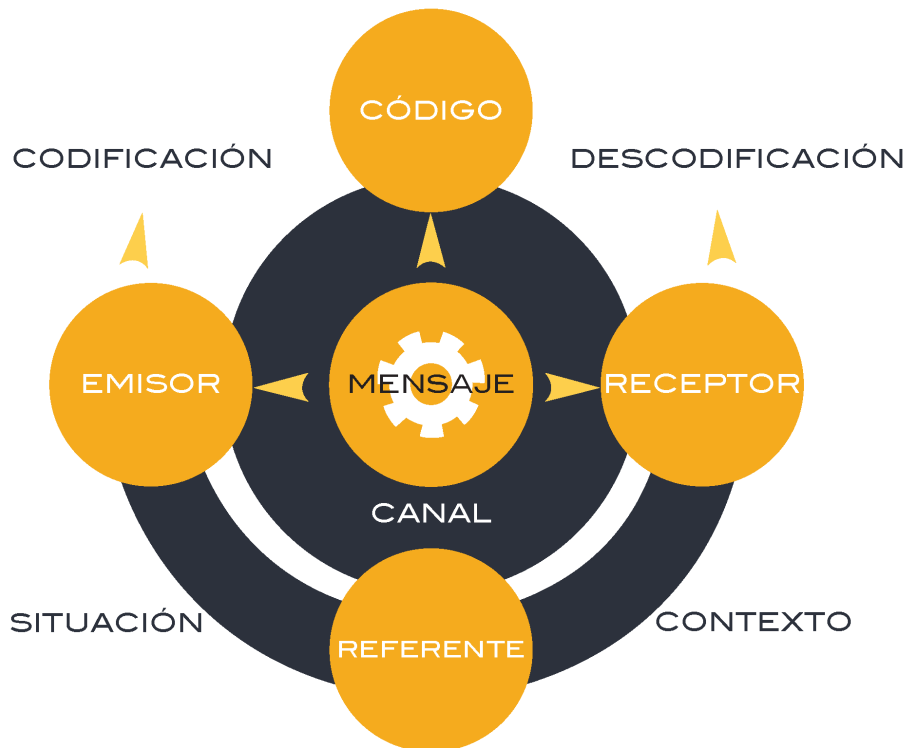 CÓDIGO
CODIFICACIÓN
DESCODIFICACIÓN
EMISOR
MENSAJE
RECEPTOR
CANAL
SITUACIÓN
CONTEXTO
REFERENTE